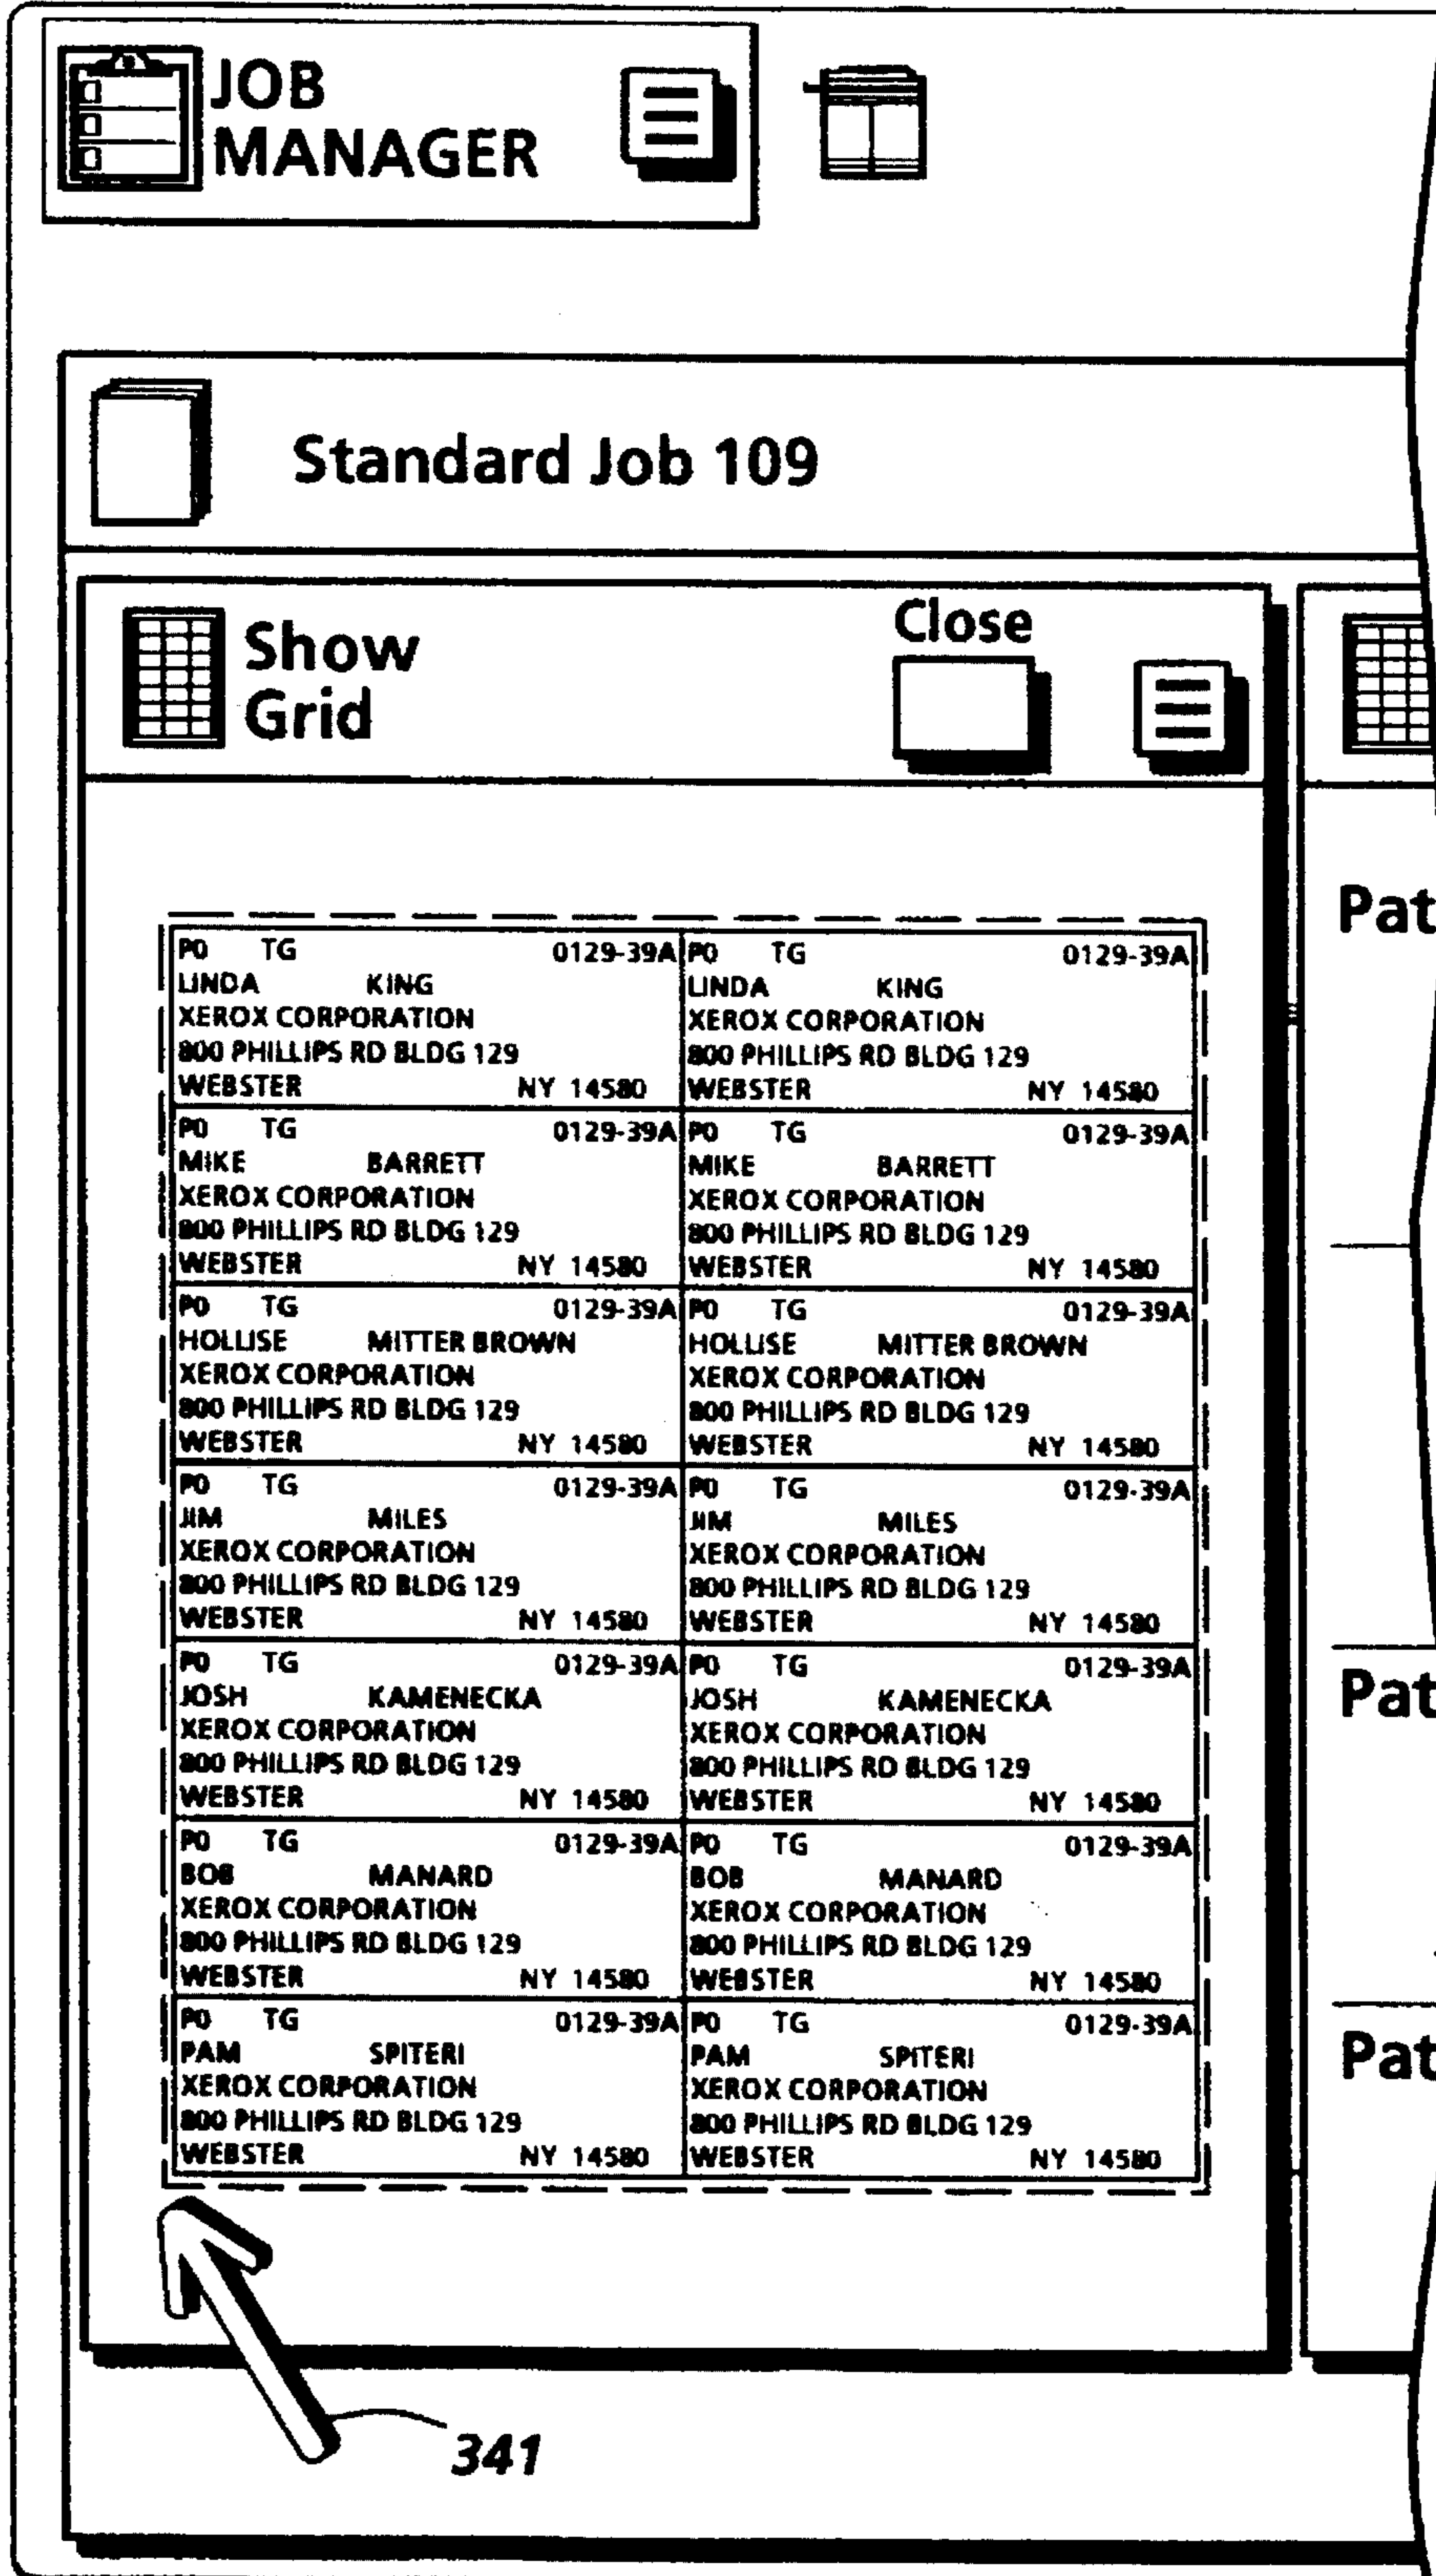 JOB
MANAGER
Standard Job 109
Show
Grid
Close
PO TG 0129-39A PO TG 0129-39A
LINDA KING LINDA KING
XEROX CORPORATION XEROX CORPORATION
800 PHILLIPS RD BLDG 129 800 PHILLIPS RD BLDG 129
WEBSTER NY 14580 WEBSTER NY 14580
PO TG 0129-39A PO TG 0129-39A
MIKE BARRETT MIKE BARRETT
XEROX CORPORATION XEROX CORPORATION
800 PHILLIPS RD BLDG 129 800 PHILLIPS RD BLDG 129
WEBSTER NY 14580 WEBSTER NY 14580
PO TG 0129-39A PO TG 0129-39A
HOLLISE MITTER BROWN HOLLISE MITTER BROWN
XEROX CORPORATION XEROX CORPORATION
800 PHILLIPS RD BLDG 129 800 PHILLIPS RD BLDG 129
WEBSTER NY 14580 WEBSTER NY 14580
PO TG 0129-39A PO TG 0129-39A
JIM MILES JIM MILES
XEROX CORPORATION XEROX CORPORATION
800 PHILLIPS RD BLDG 129 800 PHILLIPS RD BLDG 129
WEBSTER NY 14580 WEBSTER NY 14580
PO TG 0129-39A PO TG 0129-39A
JOSH KAMENECKA JOSH KAMENECKA
XEROX CORPORATION XEROX CORPORATION
800 PHILLIPS RD BLDG 129 800 PHILLIPS RD BLDG 129
WEBSTER NY 14580 WEBSTER NY 14580
PO TG 0129-39A PO TG 0129-39A
BOB MANARD BOB MANARD
XEROX CORPORATION XEROX CORPORATION
800 PHILLIPS RD BLDG 129 800 PHILLIPS RD BLDG 129
WEBSTER NY 14580 WEBSTER NY 14580
PO TG 0129-39A PO TG 0129-39A
PAM SPITERI PAM SPITERI
XEROX CORPORATION XEROX CORPORATION
800 PHILLIPS RD BLDG 129 800 PHILLIPS RD BLDG 129
WEBSTER NY 14580 WEBSTER NY 14580
341
Pat
Pat
Pat